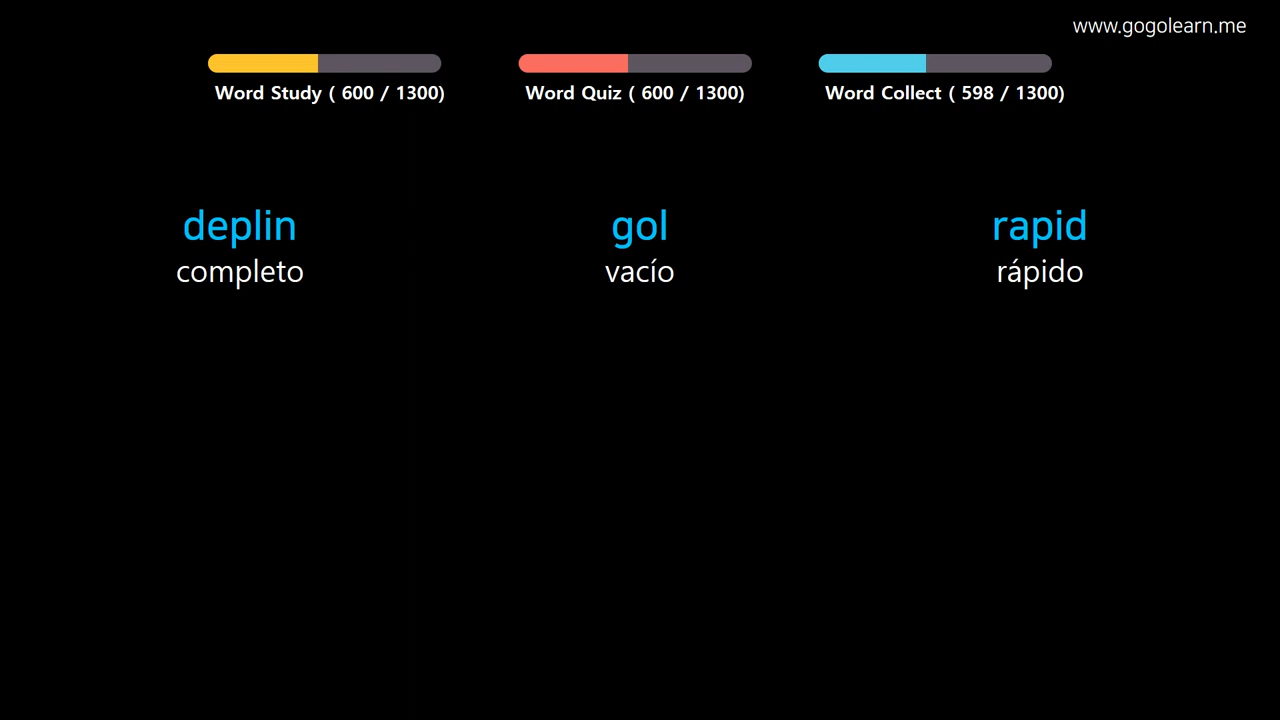 www.gogolearn.me
Word Study ( 600 / 1300)
Word Quiz ( 600 / 1300)
Word Collect ( 598 / 1300)
deplin
completo
gol
vacío
rapid
rápido